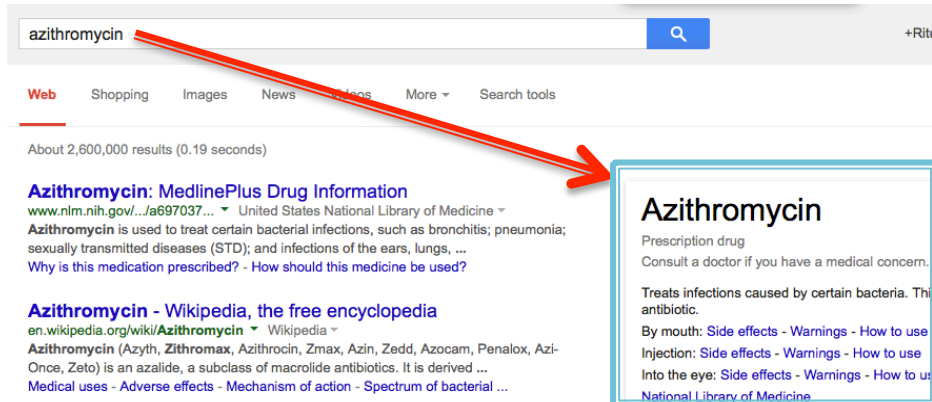 azithromycin
+Ritu
Web Shopping Images News Videos More Search tools
About 2,600,000 results (0.19 seconds)
Azithromycin: MedlinePlus Drug Information
www.nlm.nih.gov/.../a697037... United States National Library of Medicine
Azithromycin is used to treat certain bacterial infections, such as bronchitis; pneumonia;
sexually transmitted diseases (STD); and infections of the ears, lungs, ...
Why is this medication prescribed? - How should this medicine be used?
Azithromycin - Wikipedia, the free encyclopedia
en.wikipedia.org/wiki/Azithromycin Wikipedia
Azithromycin (Azyth, Zithromax, Azithrocin, Zmax, Azin, Zedd, Azocam, Penalox, Azi-
Once, Zeto) is an azalide, a subclass of macrolide antibiotics. It is derived ...
Medical uses - Adverse effects - Mechanism of action - Spectrum of bacterial ...
Azithromycin
Prescription drug
Consult a doctor if you have a medical concern.
Treats infections caused by certain bacteria. Thi
antibiotic.
By mouth: Side effects - Warnings - How to use
Injection: Side effects - Warnings - How to use
Into the eye: Side effects - Warnings - How to us
National Library of Medicine